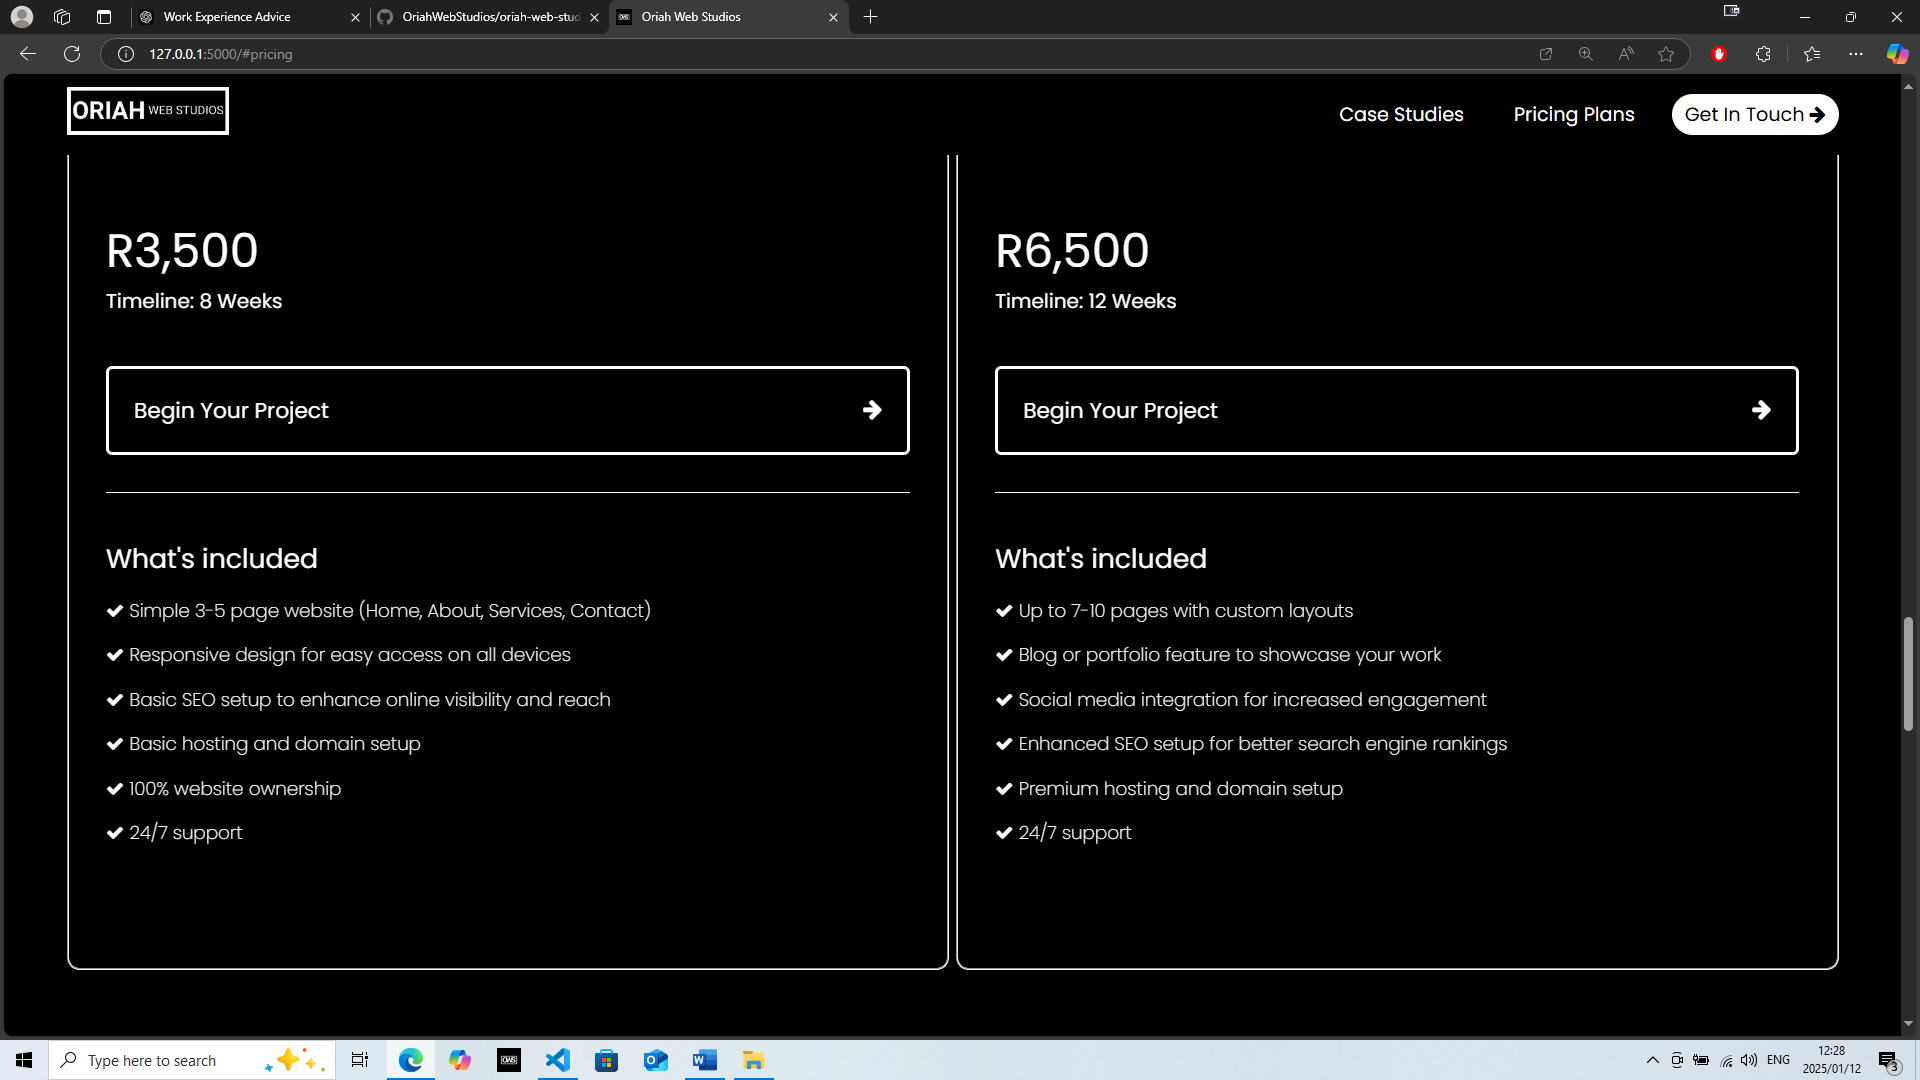 Work Experience Advice
OriahWebStudios/oriah-web-stud
Oriah Web Studios
127.0.0.1:5000/#pricing
ORIAH WEB STUDIOS
Case Studies
Pricing Plans
Get In Touch
R3,500
Timeline: 8 Weeks
Begin Your Project
What's included
Simple 3-5 page website (Home, About, Services, Contact)
Responsive design for easy access on all devices
Basic SEO setup to enhance online visibility and reach
Basic hosting and domain setup
100% website ownership
24/7 support
R6,500
Timeline: 12 Weeks
Begin Your Project
What's included
Up to 7-10 pages with custom layouts
Blog or portfolio feature to showcase your work
Social media integration for increased engagement
Enhanced SEO setup for better search engine rankings
Premium hosting and domain setup
24/7 support
Type here to search
OWS
ENG
12:28
2025/01/12
3